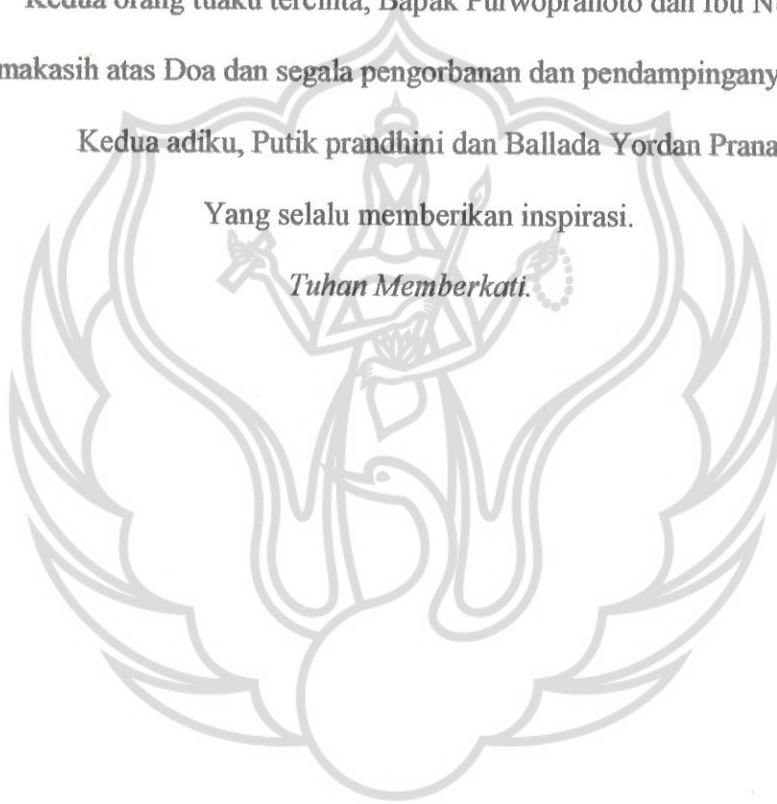 Kedua orang tuaku tercinta, Bapak Purwopranoto dan Ibu
makasih atas Doa dan segala pengorbanan dan pendampingany
Kedua adiku, Putik prandhini dan Ballada Yordan Prana
Yang selalu memberikan inspirasi.
Tuhan Memberkati.